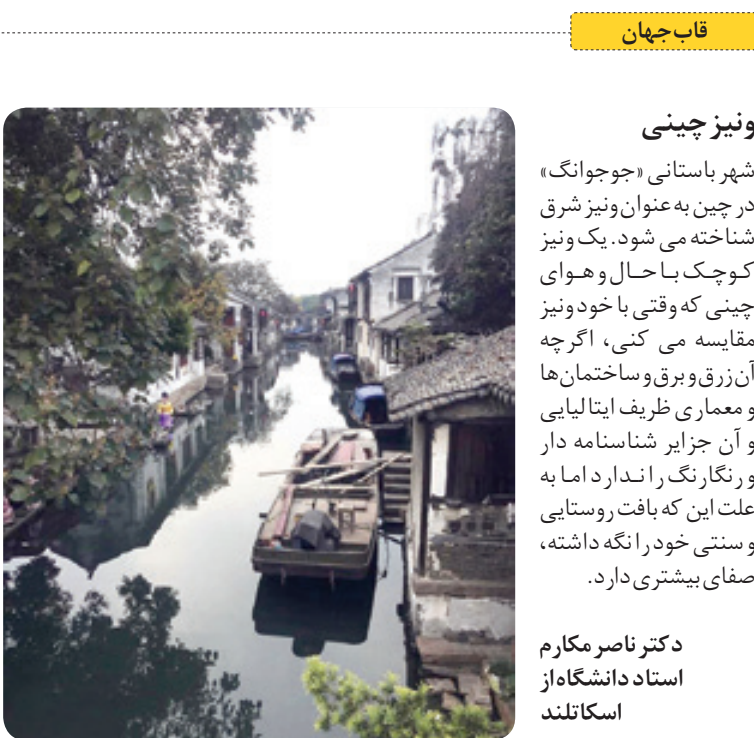 قاب جهان
ونیز چینی
شهر باستانی «جوجوانگ»
در چین به عنوان ونیز شرق
شناخته می شود. یک ونیز
کوچک با حال و هوای
چینی که وقتی با خود ونیز
مقایسه می کنی، اگرچه
آن زرق و برق و ساختمان‌ها
و معماری ظریف ایتالیایی
و آن جزایر شناسنامه دار
و رنگارنگ را ندارد اما به
علت این که بافت روستایی
و سنتی خود را نگه داشته،
صفای بیشتری دارد.
دکتر ناصر مکارم
استاد دانشگاه از
اسکاتلند